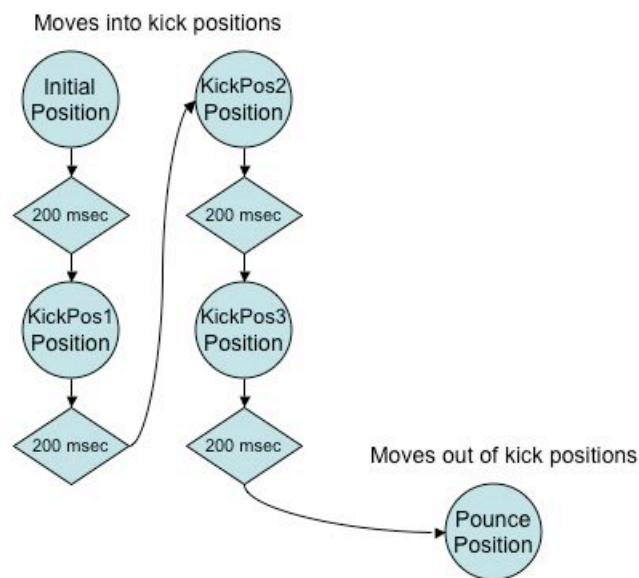 Moves into kick positions
Initial
Position
200 msec
KickPos1
Position
200 msec
KickPos2
Position
200 msec
KickPos3
Position
200 msec
Moves out of kick positions
Pounce
Position